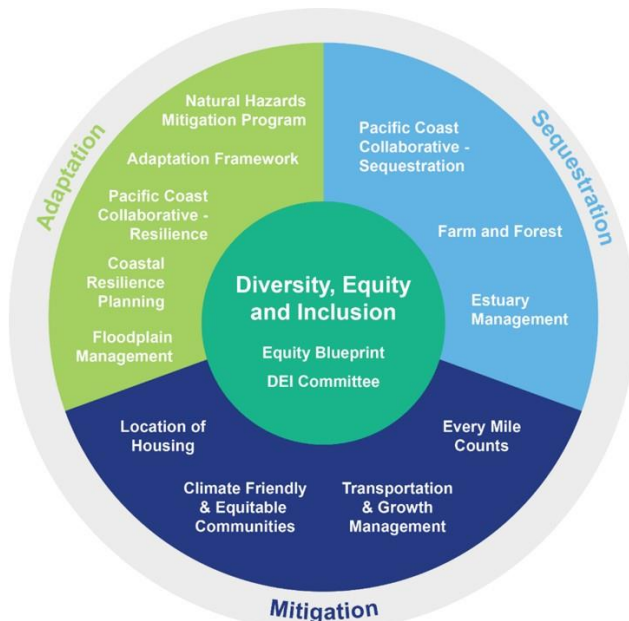 Adaptation
Natural Hazards
Mitigation Program
Adaptation Framework
Pacific Coast
Collaborative -
Resilience
Coastal
Resilience
Planning
Floodplain
Management
Sequestration
Pacific Coast
Collaborative -
Sequestration
Farm and Forest
Estuary
Management
Diversity, Equity
and Inclusion
Equity Blueprint
DEI Committee
Location of
Housing
Climate Friendly
& Equitable
Communities
Transportation
& Growth
Management
Every Mile
Counts
Mitigation